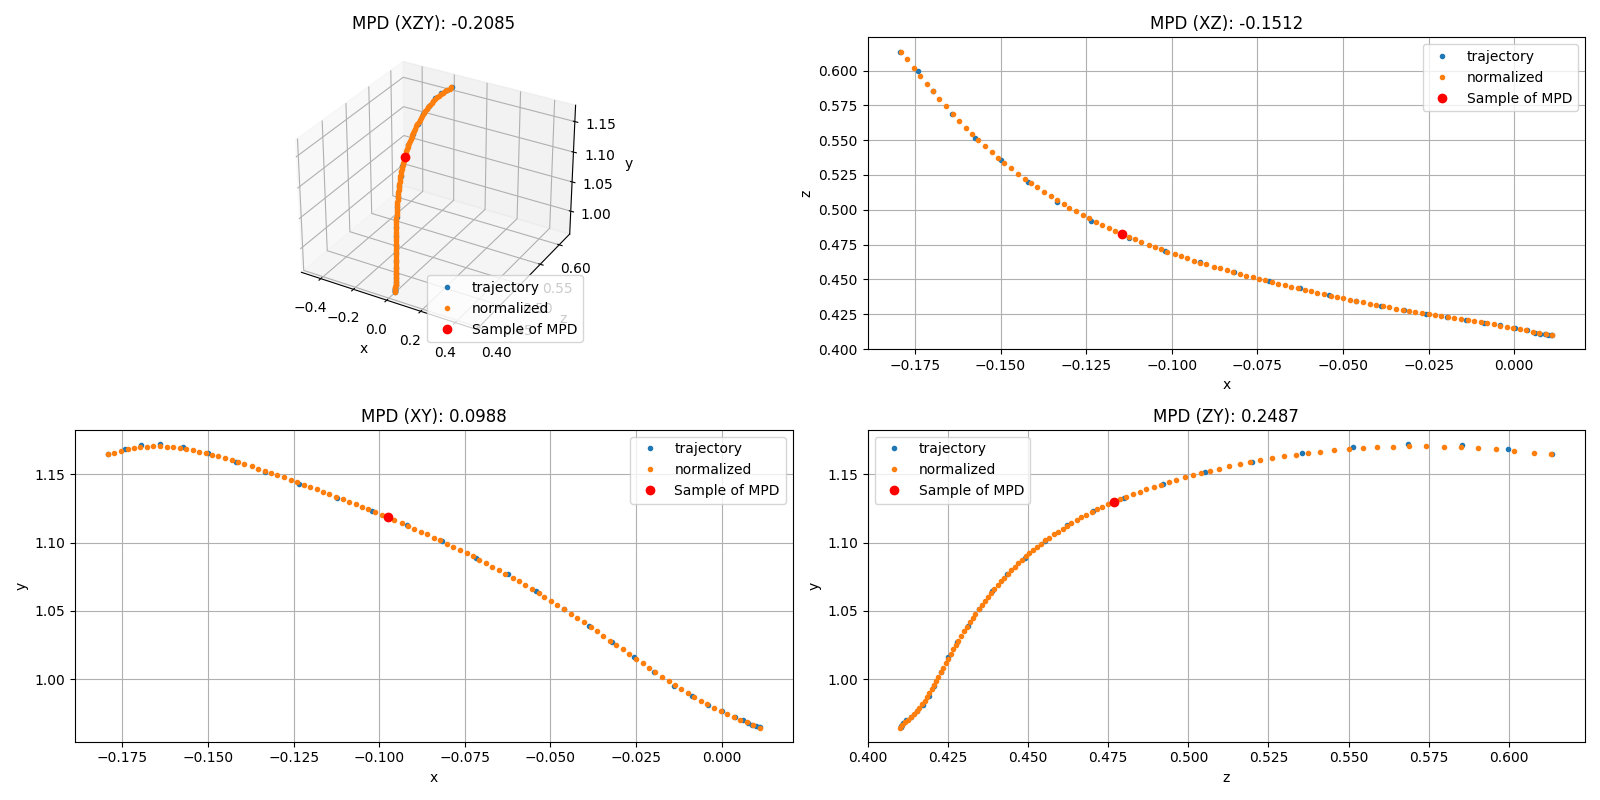 MPD (XZY): -0.2085
1.15
1.10
1.05
1.00
y
0.60
0.55
z
0.40
−0.4
−0.2
0.0
0.2
0.4
x
trajectory
normalized
Sample of MPD
MPD (XZ): -0.1512
0.600
0.575
0.550
0.525
0.500
0.475
0.450
0.425
0.400
z
−0.175
−0.150
−0.125
−0.100
−0.075
−0.050
−0.025
0.000
x
trajectory
normalized
Sample of MPD
MPD (XY): 0.0988
1.15
1.10
1.05
1.00
y
−0.175
−0.150
−0.125
−0.100
−0.075
−0.050
−0.025
0.000
x
trajectory
normalized
Sample of MPD
MPD (ZY): 0.2487
1.15
1.10
1.05
1.00
y
0.400
0.425
0.450
0.475
0.500
0.525
0.550
0.575
0.600
z
trajectory
normalized
Sample of MPD